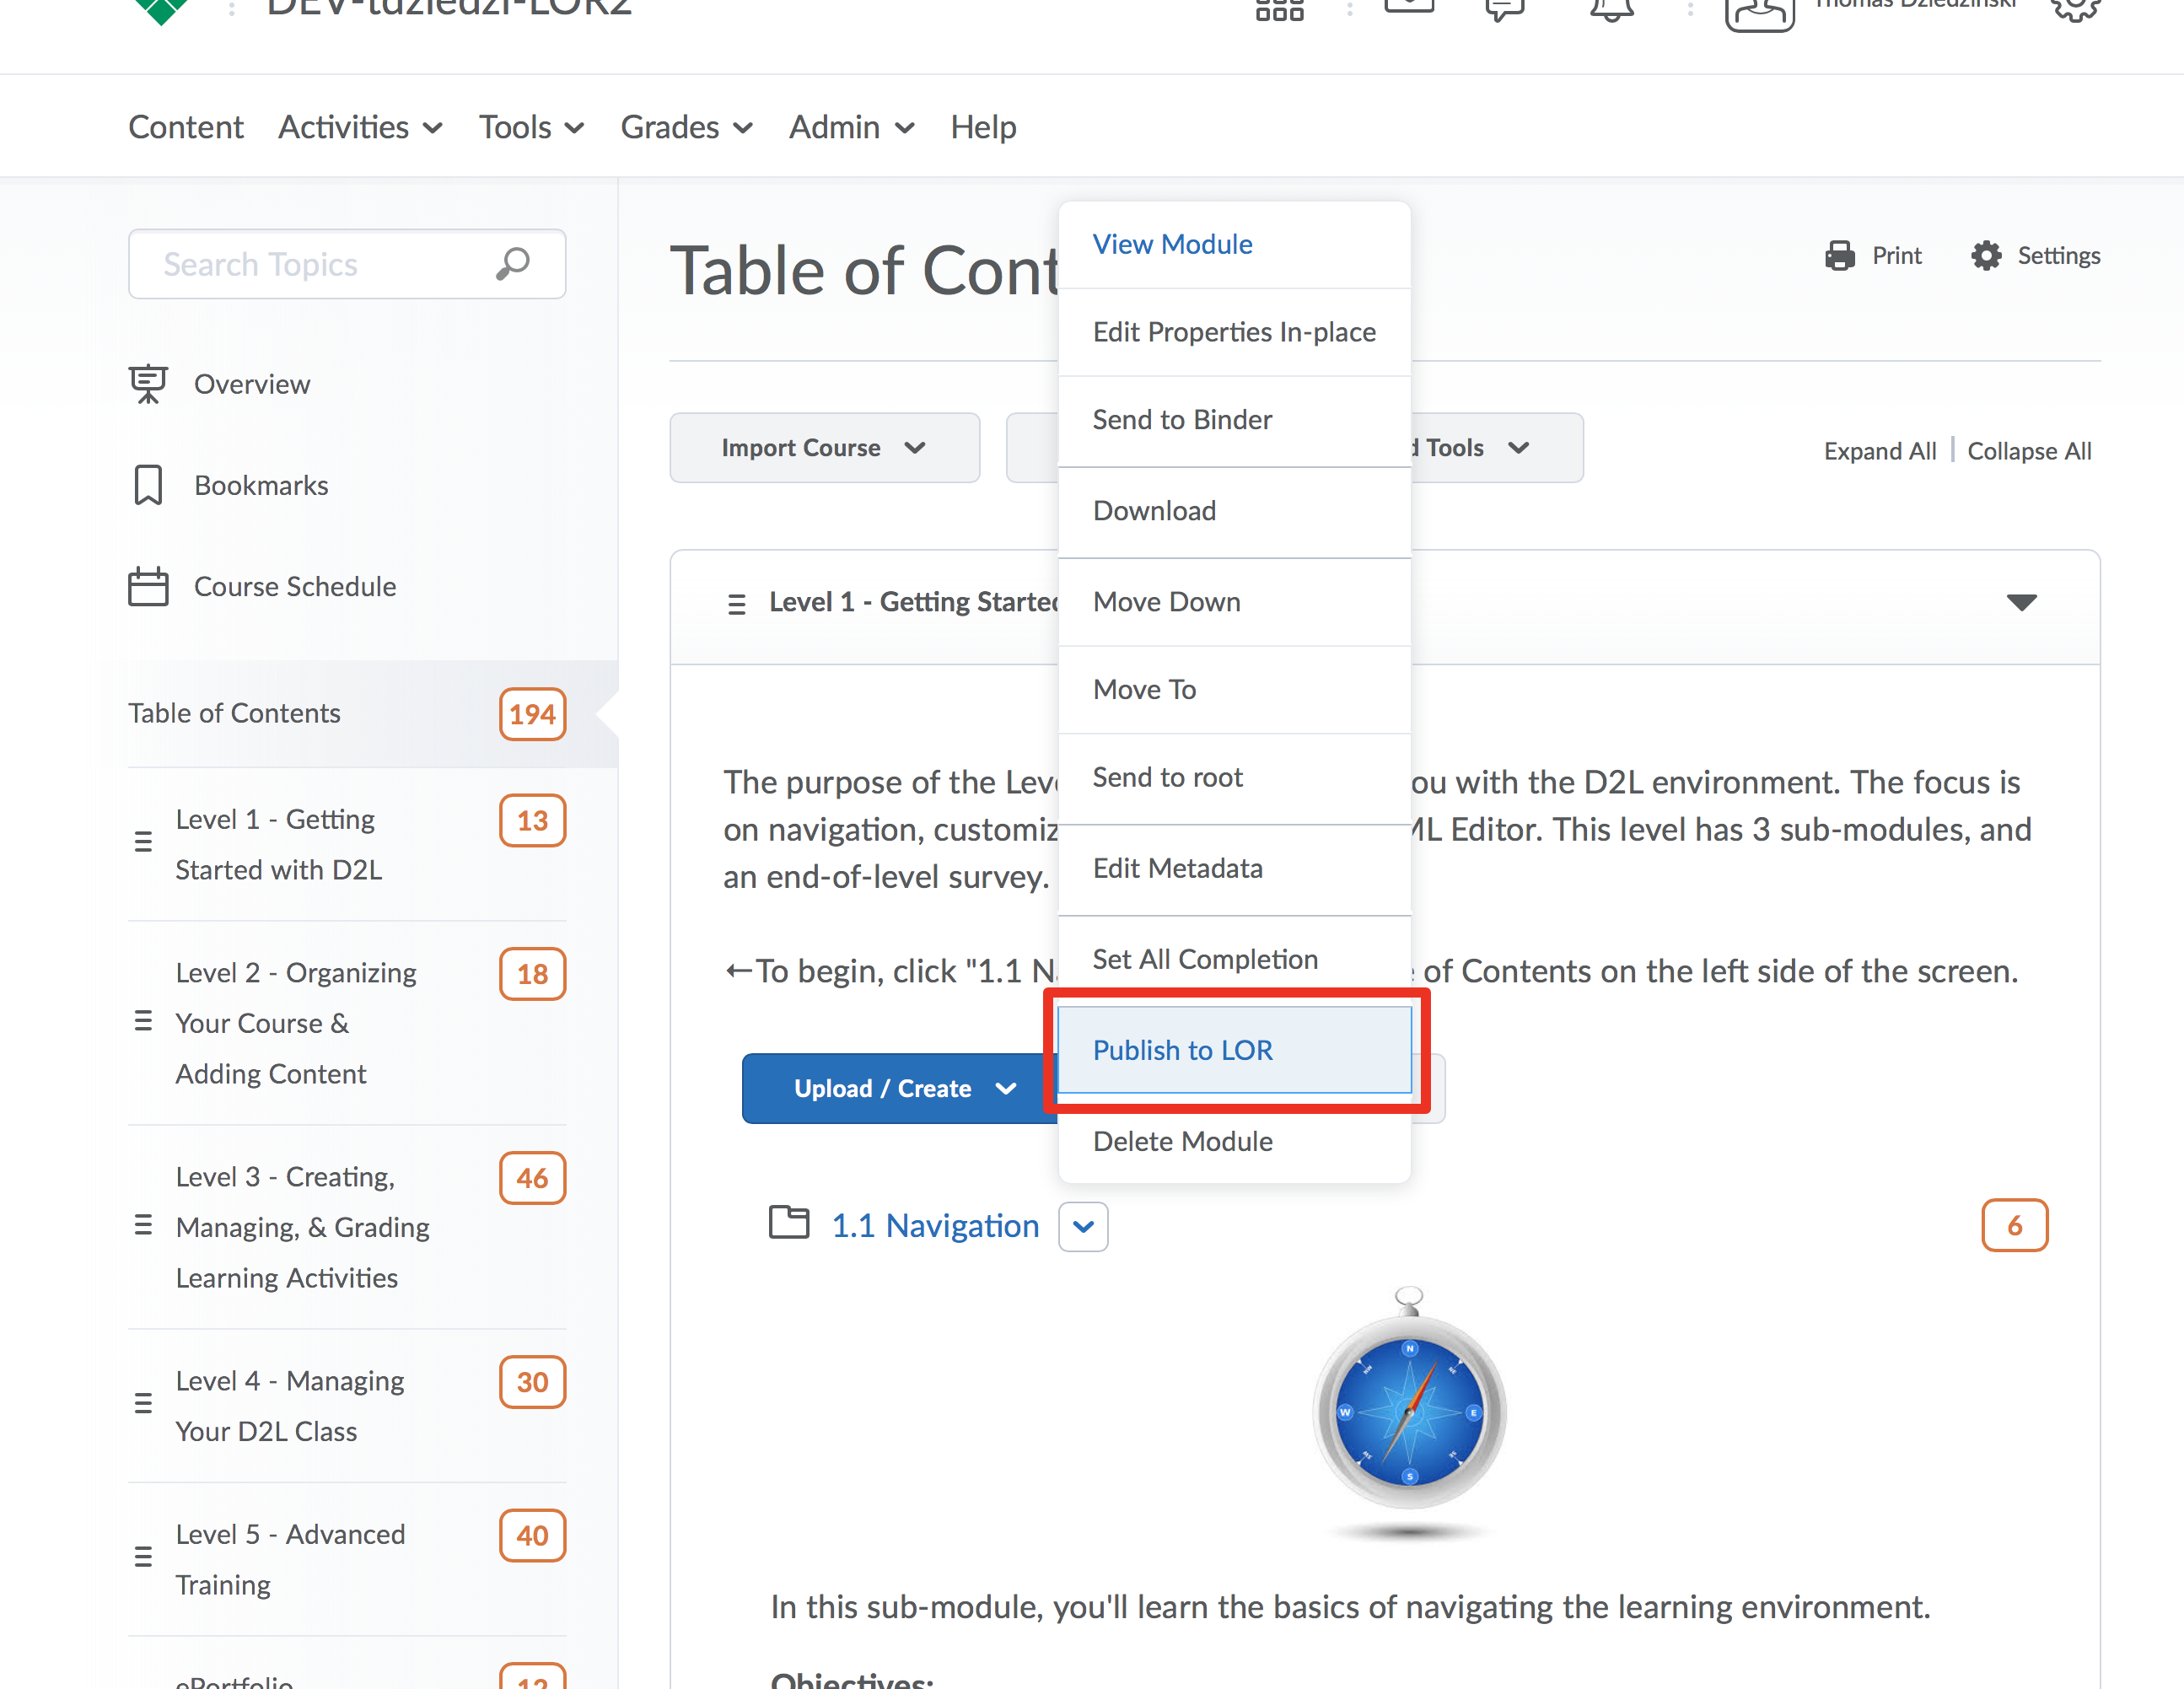 DEV-tdziedzi-LOR2
Thomas Dziedzinski
Content Activities Tools Grades Admin Help
Search Topics
Overview
Bookmarks
Course Schedule
Table of Contents 194
Level 1 - Getting
Started with D2L
13
Level 2 - Organizing
Your Course &
Adding Content
18
Level 3 - Creating,
Managing, & Grading
Learning Activities
46
Level 4 - Managing
Your D2L Class
30
Level 5 - Advanced
Training
40
ePortfolio
12
Table of Cont
Print
Settings
Import Course
d Tools
Expand All | Collapse All
Level 1 - Getting Started
The purpose of the Leve ou with the D2L environment. The focus is
on navigation, customiz ML Editor. This level has 3 sub-modules, and
an end-of-level survey.
←To begin, click "1.1 Na e of Contents on the left side of the screen.
Upload / Create
View Module
Edit Properties In-place
Send to Binder
Download
Move Down
Move To
Send to root
Edit Metadata
Set All Completion
Publish to LOR
Delete Module
1.1 Navigation
6
N
W
E
S
In this sub-module, you'll learn the basics of navigating the learning environment.
Objectives: